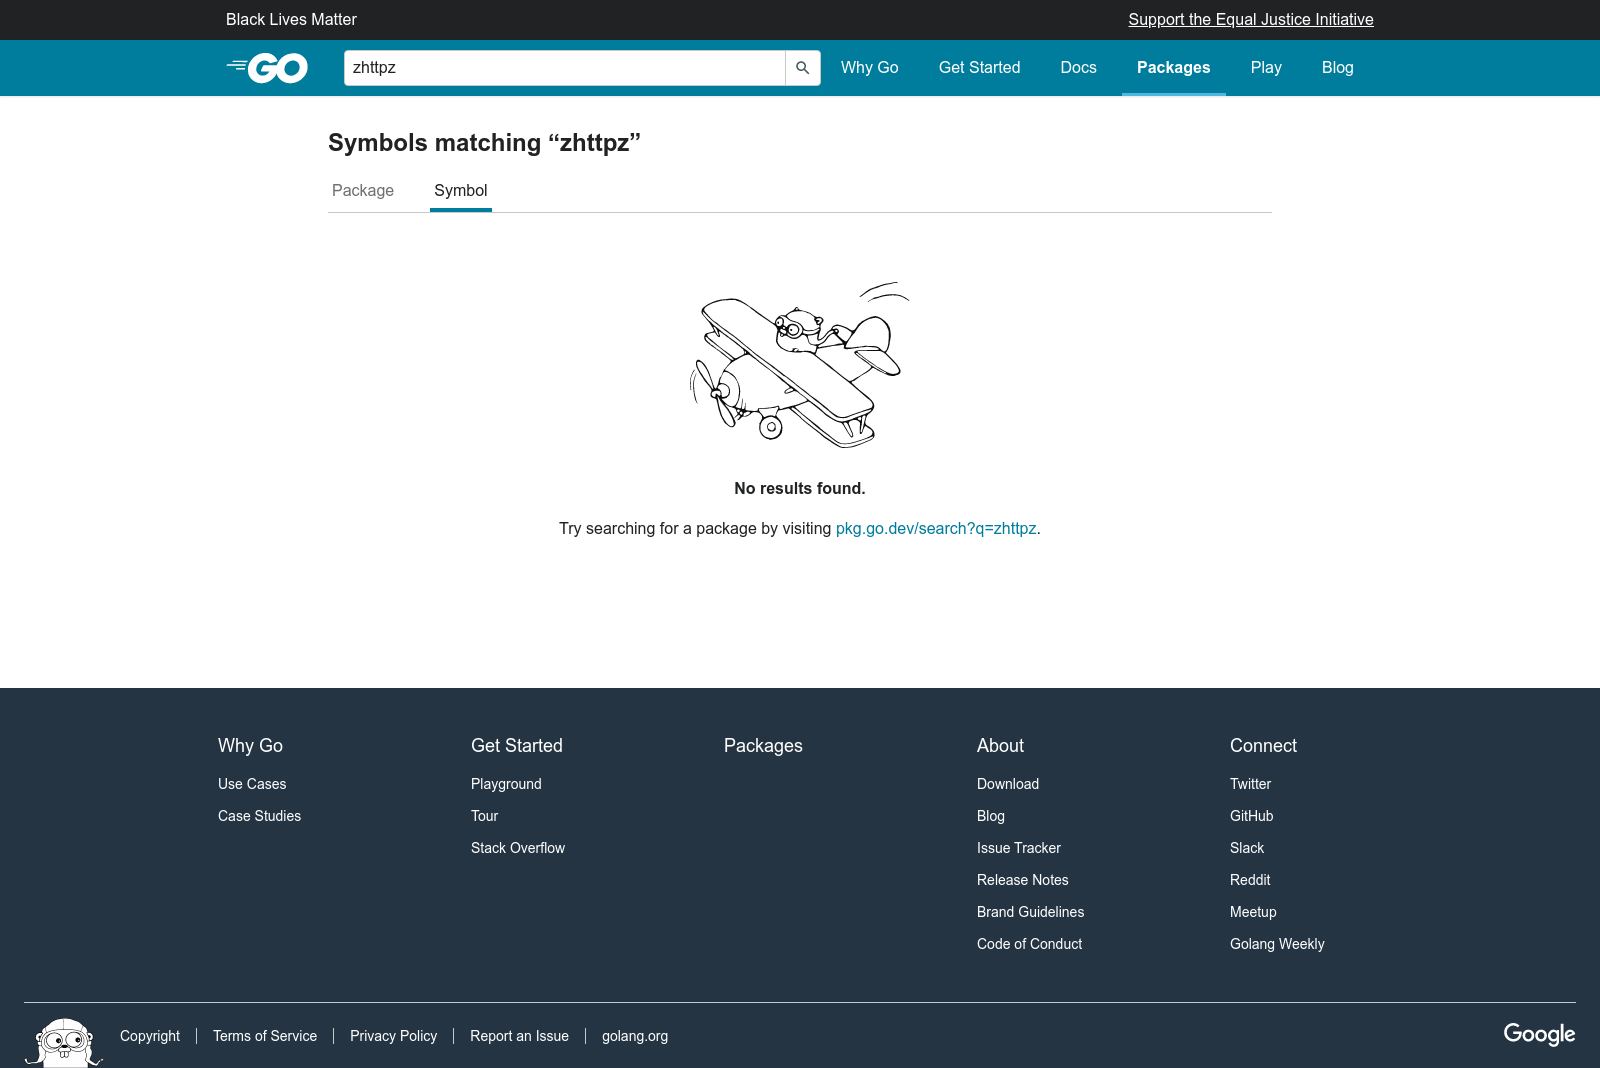 Black Lives Matter
Support the Equal Justice Initiative
GO
zhttpz
Why Go
Get Started
Docs
Packages
Play
Blog
Symbols matching “zhttpz”
Package
Symbol
No results found.
Try searching for a package by visiting pkg.go.dev/search?q=zhttpz.
Why Go
Use Cases
Case Studies
Get Started
Playground
Tour
Stack Overflow
Packages
About
Download
Blog
Issue Tracker
Release Notes
Brand Guidelines
Code of Conduct
Connect
Twitter
GitHub
Slack
Reddit
Meetup
Golang Weekly
Copyright
Terms of Service
Privacy Policy
Report an Issue
golang.org
Google